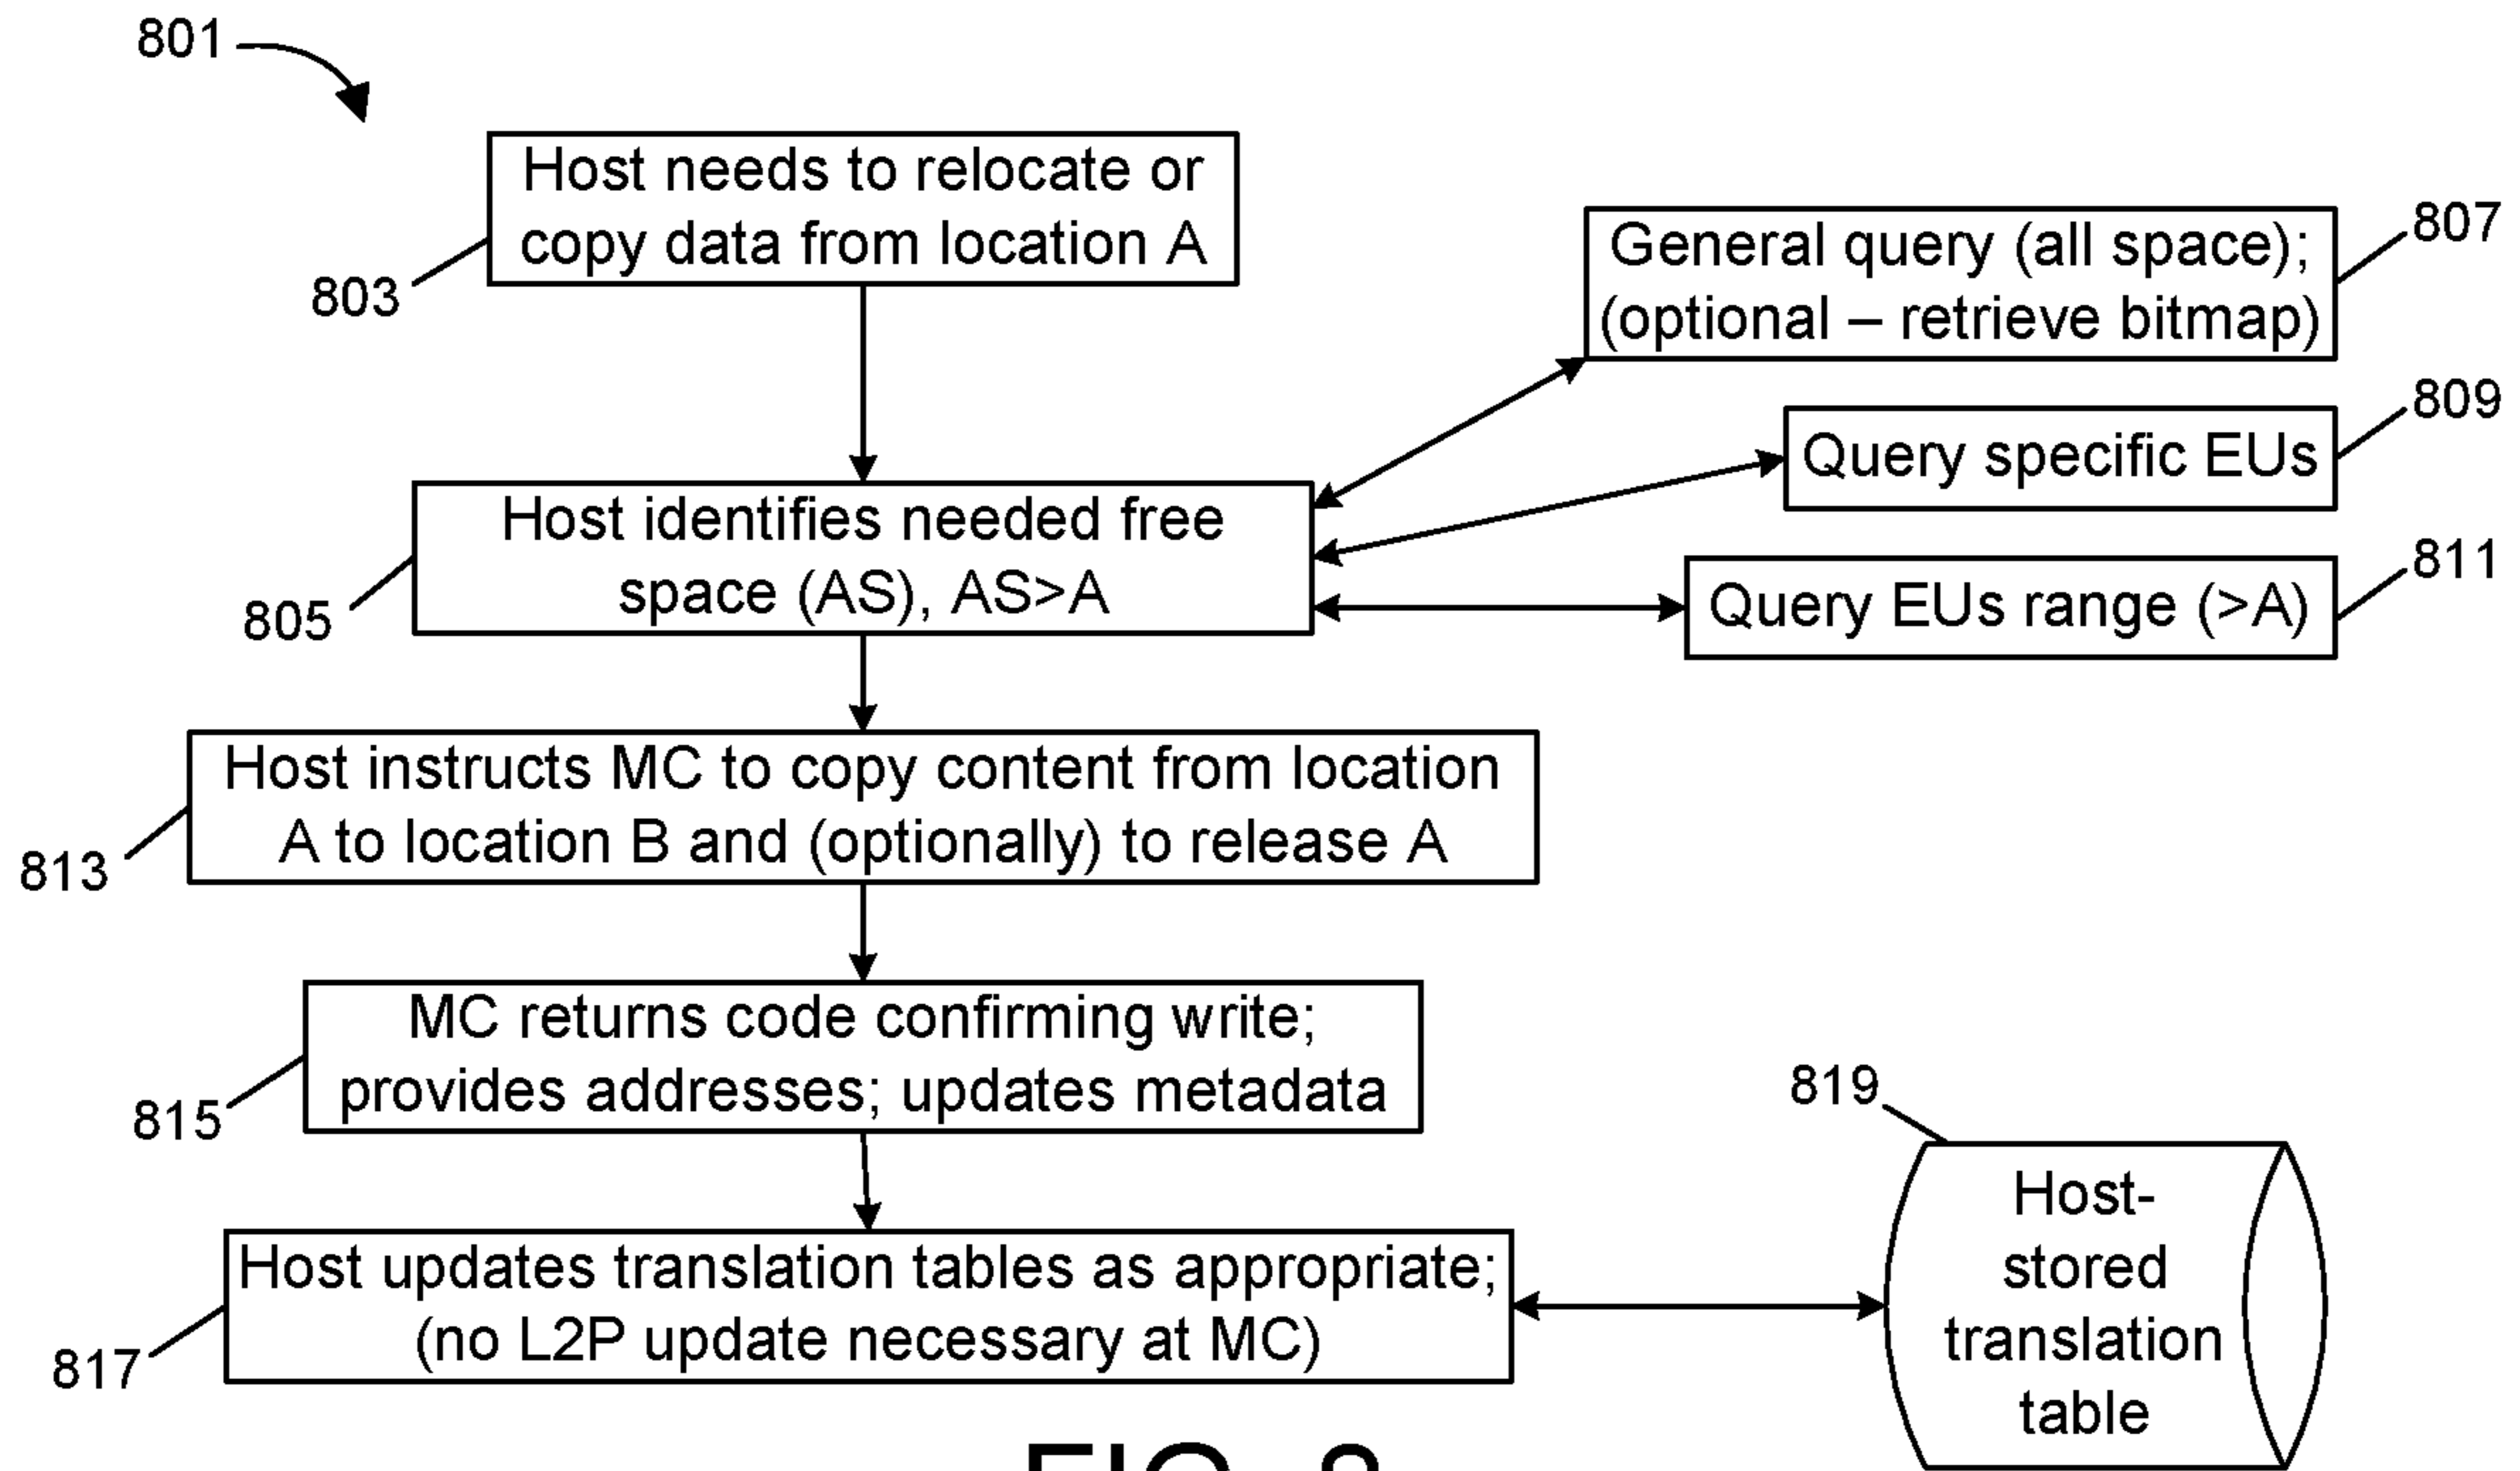 801
Host needs to relocate or
copy data from location A
803
General query (all space);
(optional – retrieve bitmap)
807
Query specific EUs
809
Host identifies needed free
space (AS), AS>A
805
Query EUs range (>A)
811
Host instructs MC to copy content from location
A to location B and (optionally) to release A
813
MC returns code confirming write;
provides addresses; updates metadata
815
Host updates translation tables as appropriate;
(no L2P update necessary at MC)
817
819
Host-
stored
translation
table
FIG. 8